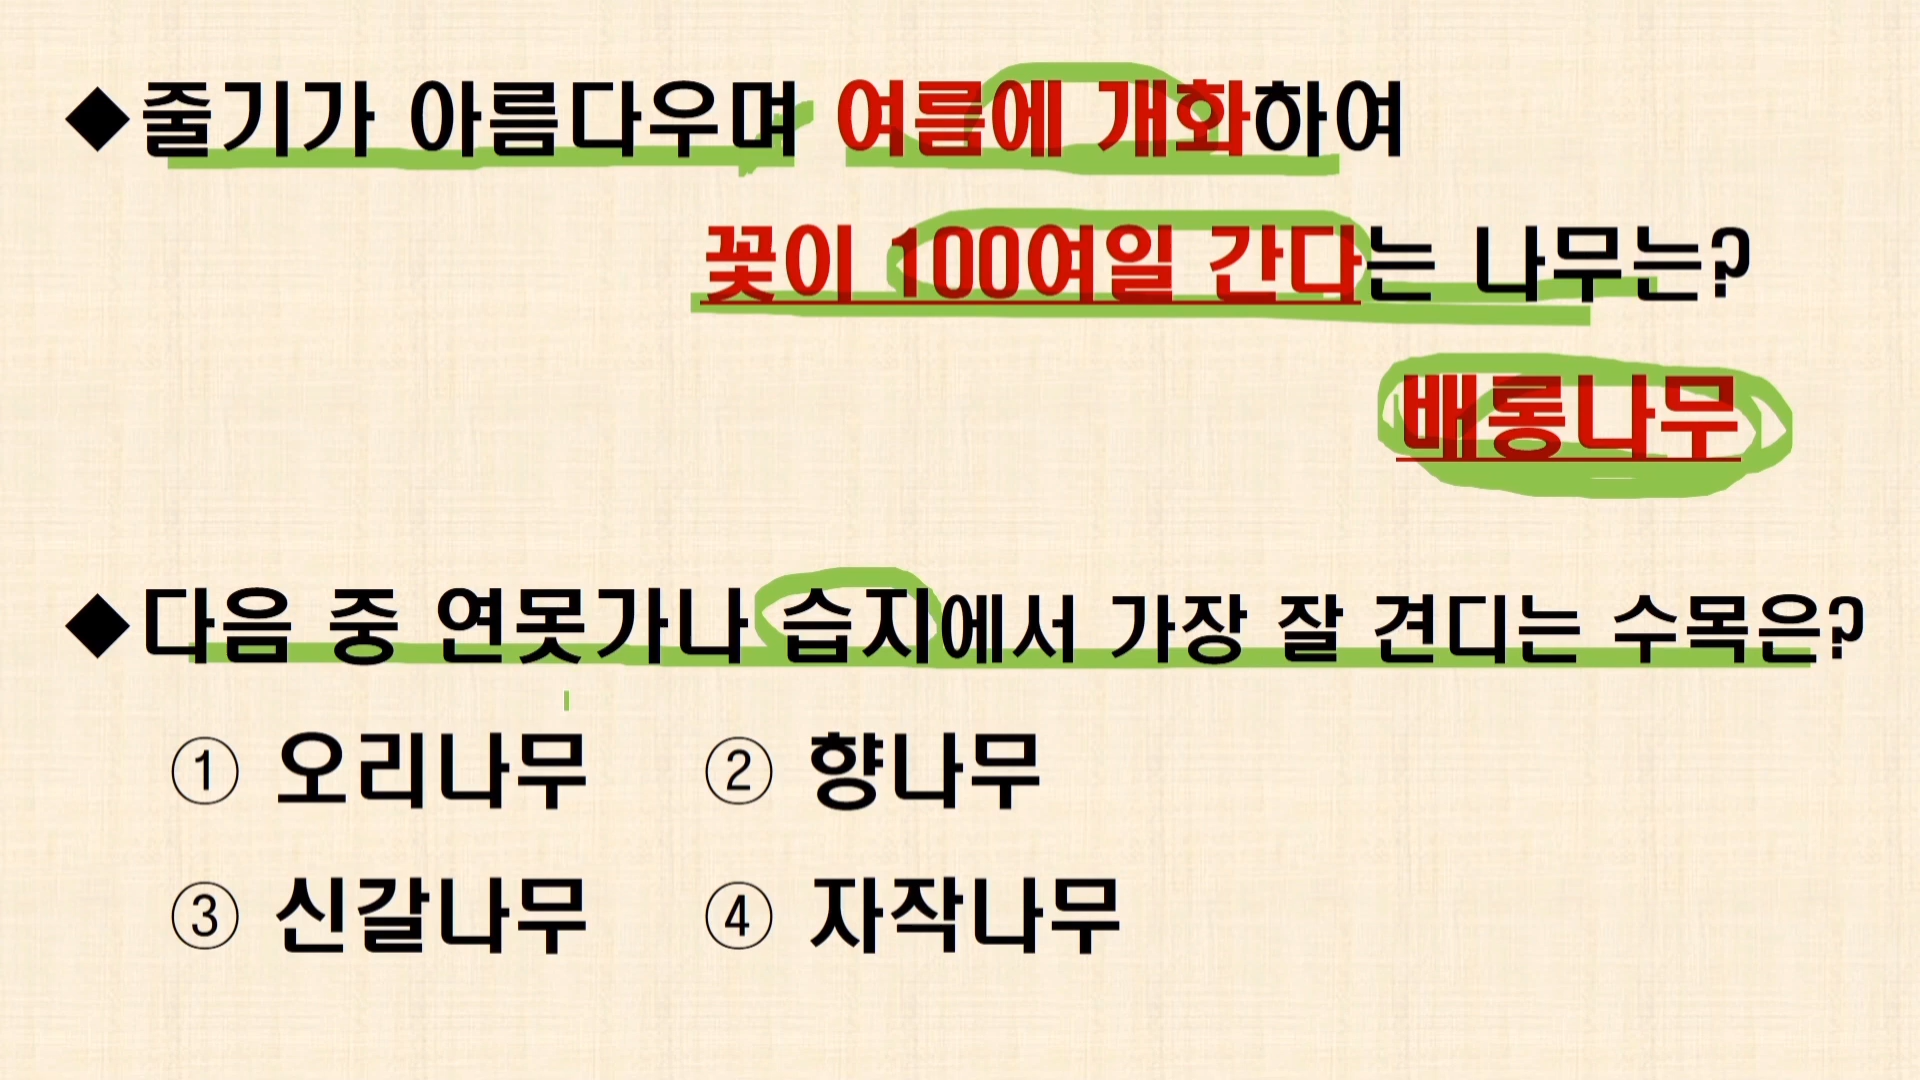 ◆줄기가 아름다우며 여름에 개화하여
꽃이 100여일 간다는 나무는?
배롱나무
◆다음 중 연못가나 습지에서 가장 잘 견디는 수목은?
① 오리나무 ② 향나무
③ 신갈나무 ④ 자작나무